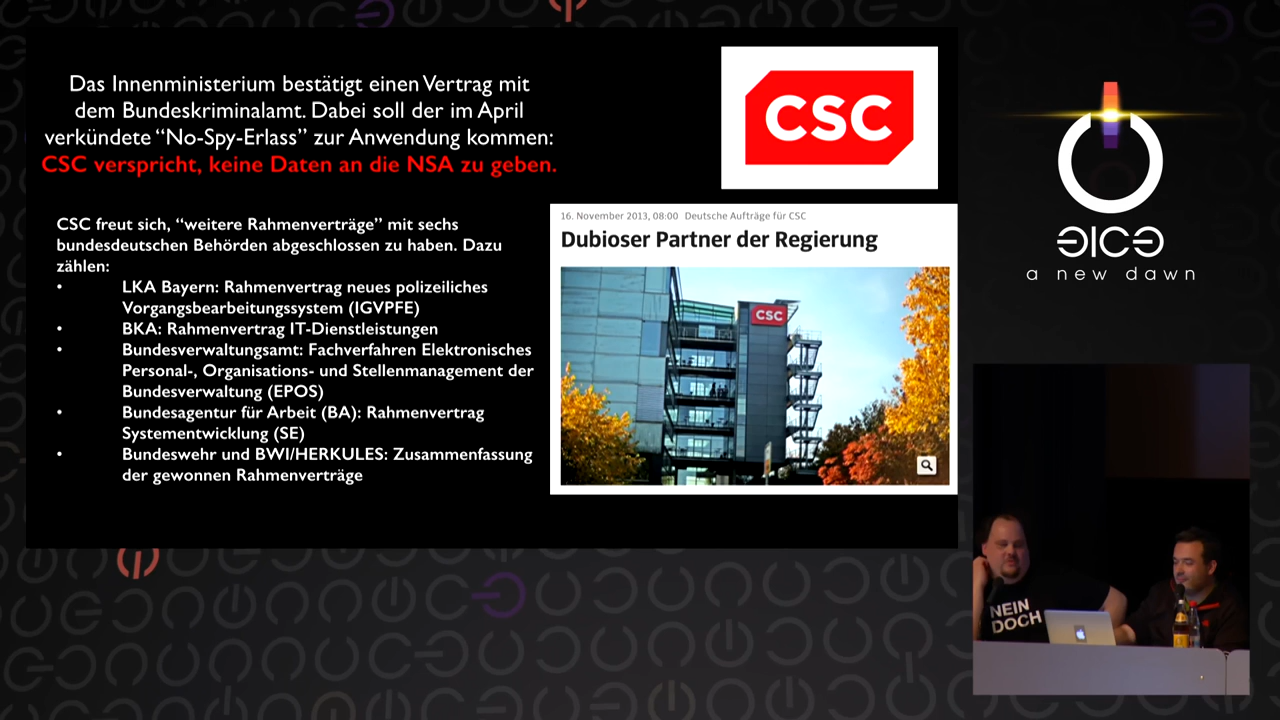 Das Innenministerium bestätigt einen Vertrag mit
dem Bundeskriminalamt. Dabei soll der im April
verkündete “No-Spy-Erlass” zur Anwendung kommen:
CSC verspricht, keine Daten an die NSA zu geben.
CSC freut sich, “weitere Rahmenverträge” mit sechs
bundesdeutschen Behörden abgeschlossen zu haben. Dazu
zählen:
• LKA Bayern: Rahmenvertrag neues polizeiliches
Vorgangsbearbeitungssystem (IGVPFE)
• BKA: Rahmenvertrag IT-Dienstleistungen
• Bundesverwaltungsamt: Fachverfahren Elektronisches
Personal-, Organisations- und Stellenmanagement der
Bundesverwaltung (EPOS)
• Bundesagentur für Arbeit (BA): Rahmenvertrag
Systementwicklung (SE)
• Bundeswehr und BWI/HERKULES: Zusammenfassung
der gewonnen Rahmenverträge
CSC
16. November 2013, 08:00 Deutsche Aufträge für CSC
Dubioser Partner der Regierung
CSC
a new dawn
NEIN
DOCH